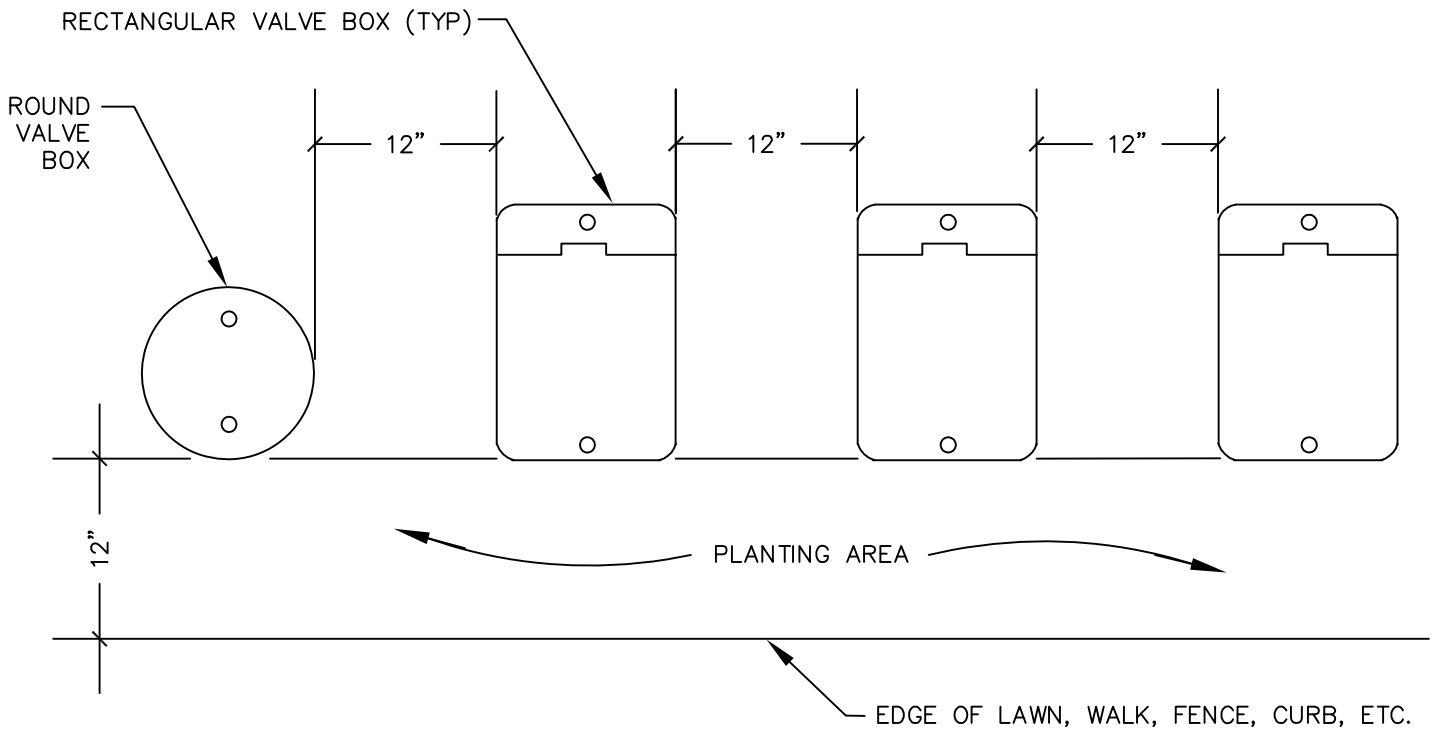 RECTANGULAR VALVE BOX (TYP)
ROUND
VALVE
BOX
12"
12"
12"
12"
PLANTING AREA
EDGE OF LAWN, WALK, FENCE, CURB, ETC.